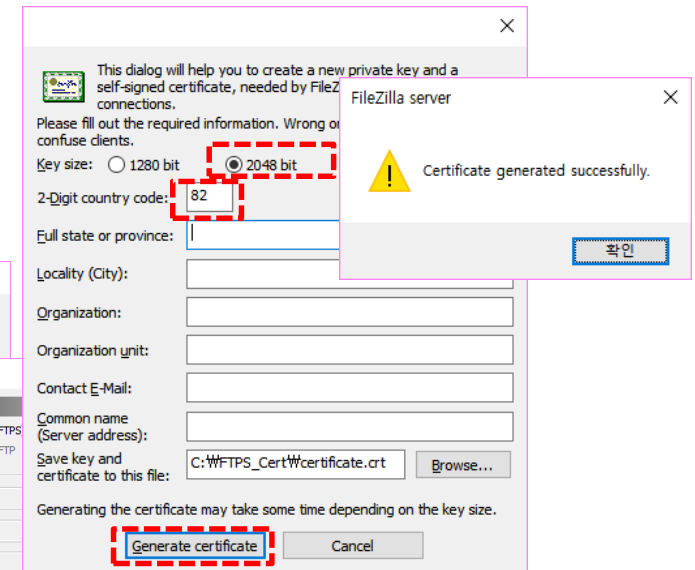 This dialog will help you to create a new private key and a
self-signed certificate, needed by FileZ
connections.
Please fill out the required information. Wrong or
confuse clients.
Key size: 1280 bit 2048 bit
2-Digit country code: 82
Full state or province:
Locality (City):
Organization:
Organization unit:
Contact E-Mail:
Common name
(Server address):
Save key and
certificate to this file: C:₩FTPS_Cert₩certificate.crt Browse...
Generating the certificate may take some time depending on the key size.
Generate certificate Cancel
FileZilla server
Certificate generated successfully.
확인
FTPS
FTP